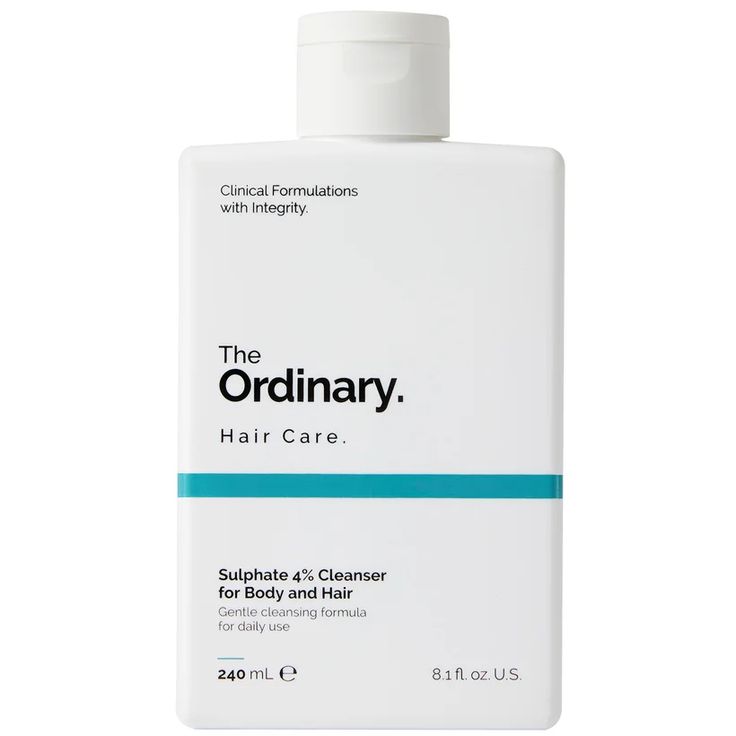 Clinical Formulations
with Integrity.
The
Ordinary.
Hair Care.
Sulphate 4% Cleanser
for Body and Hair
Gentle cleansing formula
for daily use
240 mL ℮ 8.1 fl. oz. U.S.